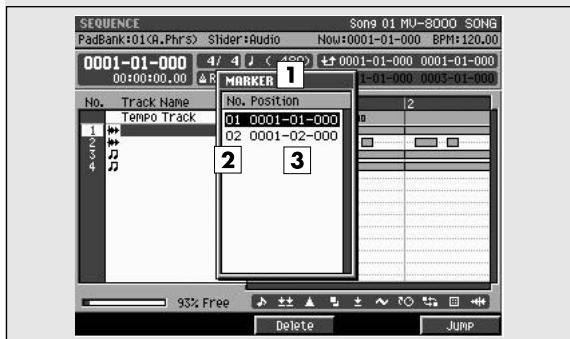 SEQUENCE Song 01 MV-8000 SONG
PadBank:01(A.Phrs) Slider:Audio Now:0001-01-000 BPM:120.00
0001-01-000 4/ 4 ♩ ( 480) 0001-01-000 0001-01-000
00:00:00.00 R 1-01-000 0003-01-000
1
MARKER
No. Track Name No. Position 2
Tempo Track
1 01 0001-01-000
2 02 0001-02-000
3
4
2 3
93% Free
Delete Jump